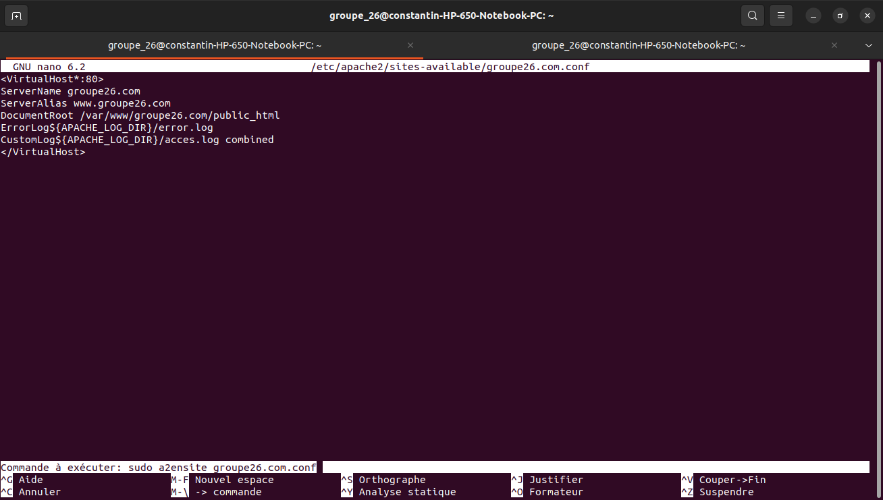 groupe_26@constantin-HP-650-Notebook-PC: ~
groupe_26@constantin-HP-650-Notebook-PC: ~
groupe_26@constantin-HP-650-Notebook-PC: ~
GNU nano 6.2 /etc/apache2/sites-available/groupe26.com.conf
<VirtualHost*:80>
ServerName groupe26.com
ServerAlias www.groupe26.com
DocumentRoot /var/www/groupe26.com/public_html
ErrorLog${APACHE_LOG_DIR}/error.log
CustomLog${APACHE_LOG_DIR}/acces.log combined
</VirtualHost>
Commande à exécuter: sudo a2ensite groupe26.com.conf
^G Aide M-F Nouvel espace ^S Orthographe ^J Justifier ^V Couper->Fin
^C Annuler M-\ -> commande ^Y Analyse statique ^O Formateur ^Z Suspendre